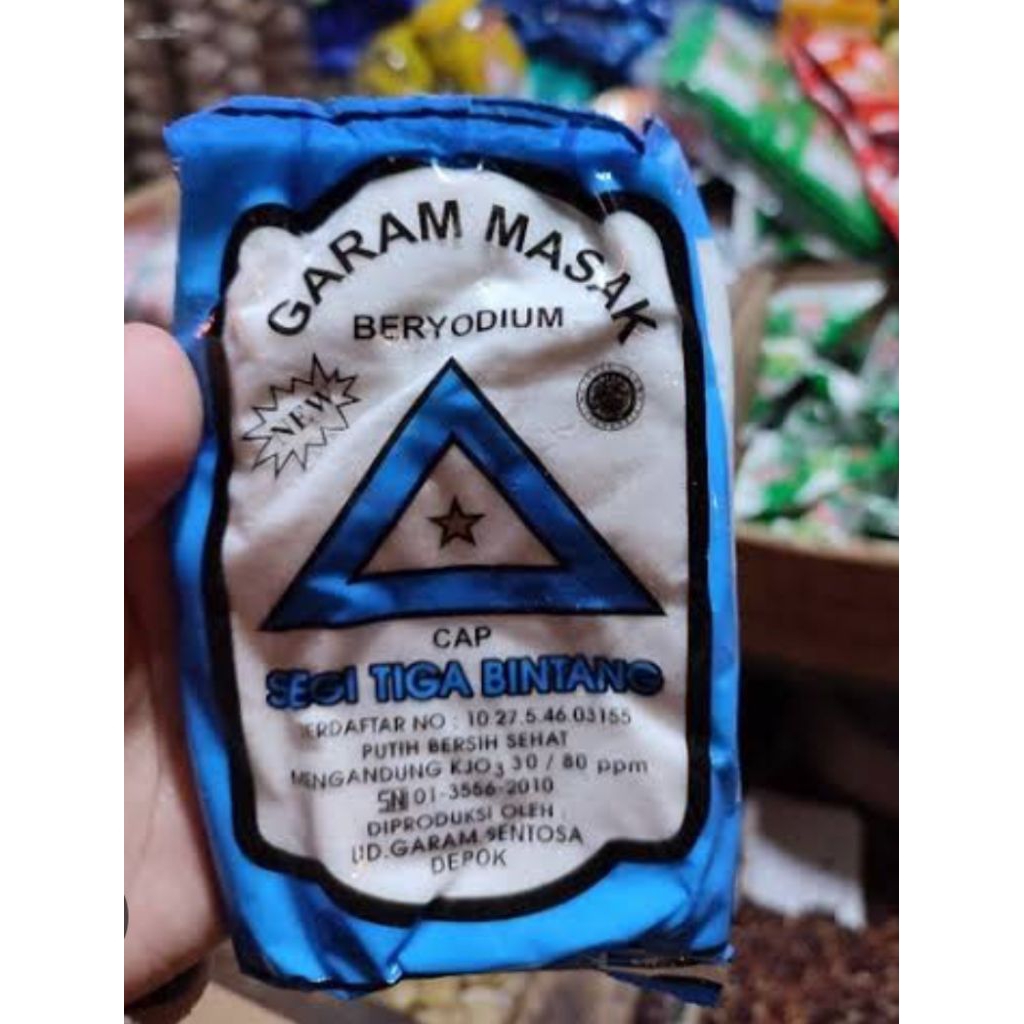 GARAM MASAK
BERYODIUM
NEW
CAP
SEGI TIGA BINTANG
TERDAFTAR NO : 10.27.5.46.03155
PUTIH BERSIH SEHAT
MENGANDUNG KJO3 30 / 80 ppm
SNI 01-3556-2010
DIPRODUKSI OLEH :
UD.GARAM SENTOSA
DEPOK